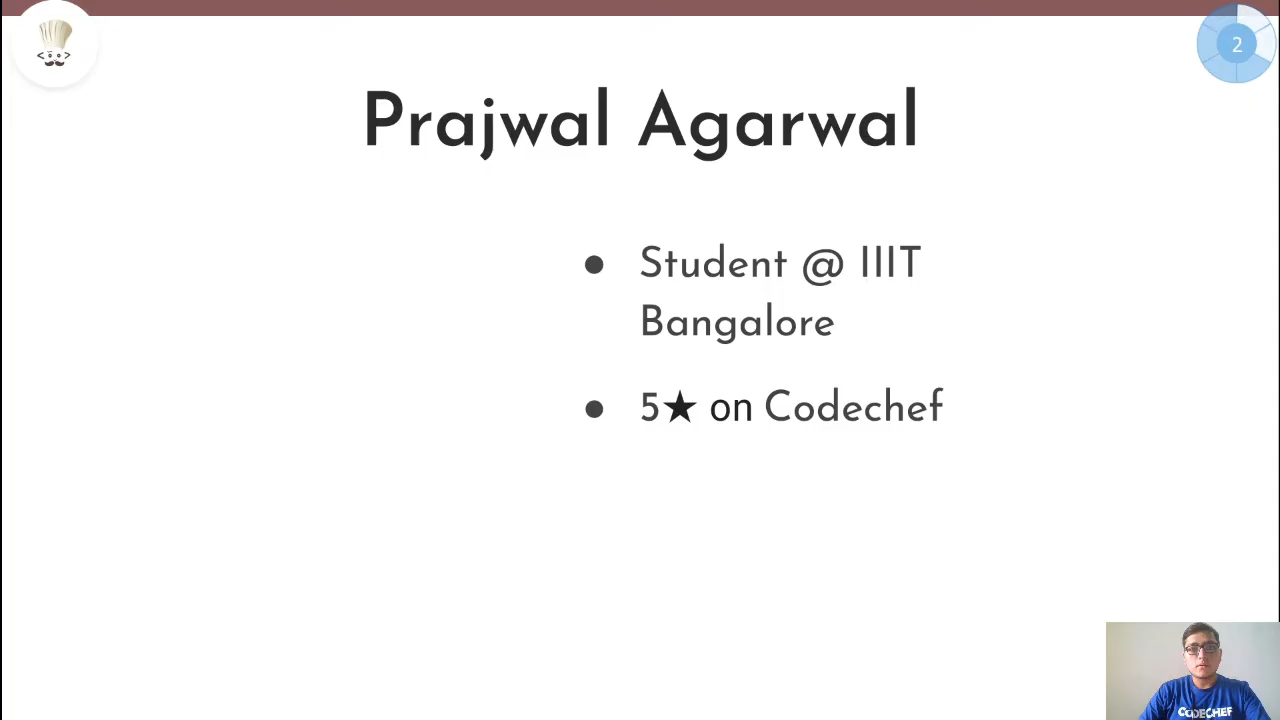 2
Prajwal Agarwal
● Student @ IIIT
Bangalore
● 5★ on Codechef
CODECHEF